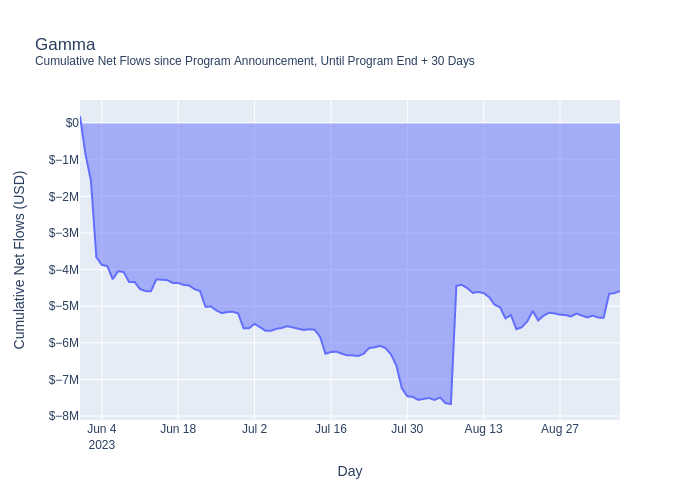 Gamma
Cumulative Net Flows since Program Announcement, Until Program End + 30 Days
Cumulative Net Flows (USD)
$0
$−1M
$−2M
$−3M
$−4M
$−5M
$−6M
$−7M
$−8M
Jun 4 Jun 18 Jul 2 Jul 16 Jul 30 Aug 13 Aug 27
2023
Day